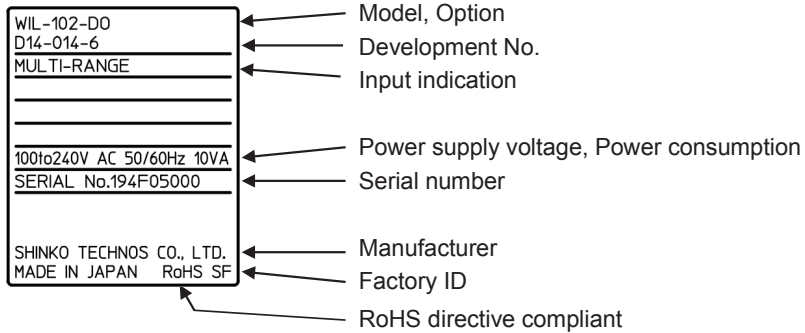 WIL-102-DO
D14-014-6
MULTI-RANGE
100to240V AC 50/60Hz 10VA
SERIAL No.194F05000
SHINKO TECHNOS CO., LTD.
MADE IN JAPAN RoHS SF
Model, Option
Development No.
Input indication
Power supply voltage, Power consumption
Serial number
Manufacturer
Factory ID
RoHS directive compliant